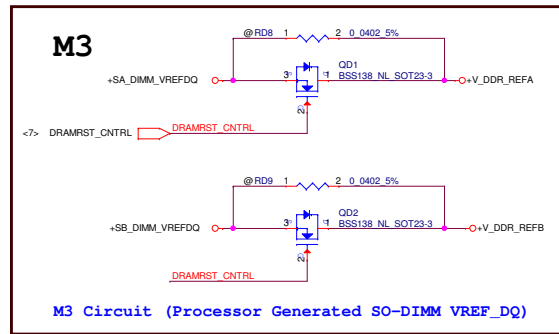 M3
@RD8 1 2 0_0402_5%
QD1
+SA_DIMM_VREFDQ 3 1 BSS138_NL_SOT23-3 +V_DDR_REFA
2
<7> DRAMRST_CNTRL DRAMRST_CNTRL
@RD9 1 2 0_0402_5%
QD2
+SB_DIMM_VREFDQ 3 1 BSS138_NL_SOT23-3 +V_DDR_REFB
2
DRAMRST_CNTRL
M3 Circuit (Processor Generated SO-DIMM VREF_DQ)